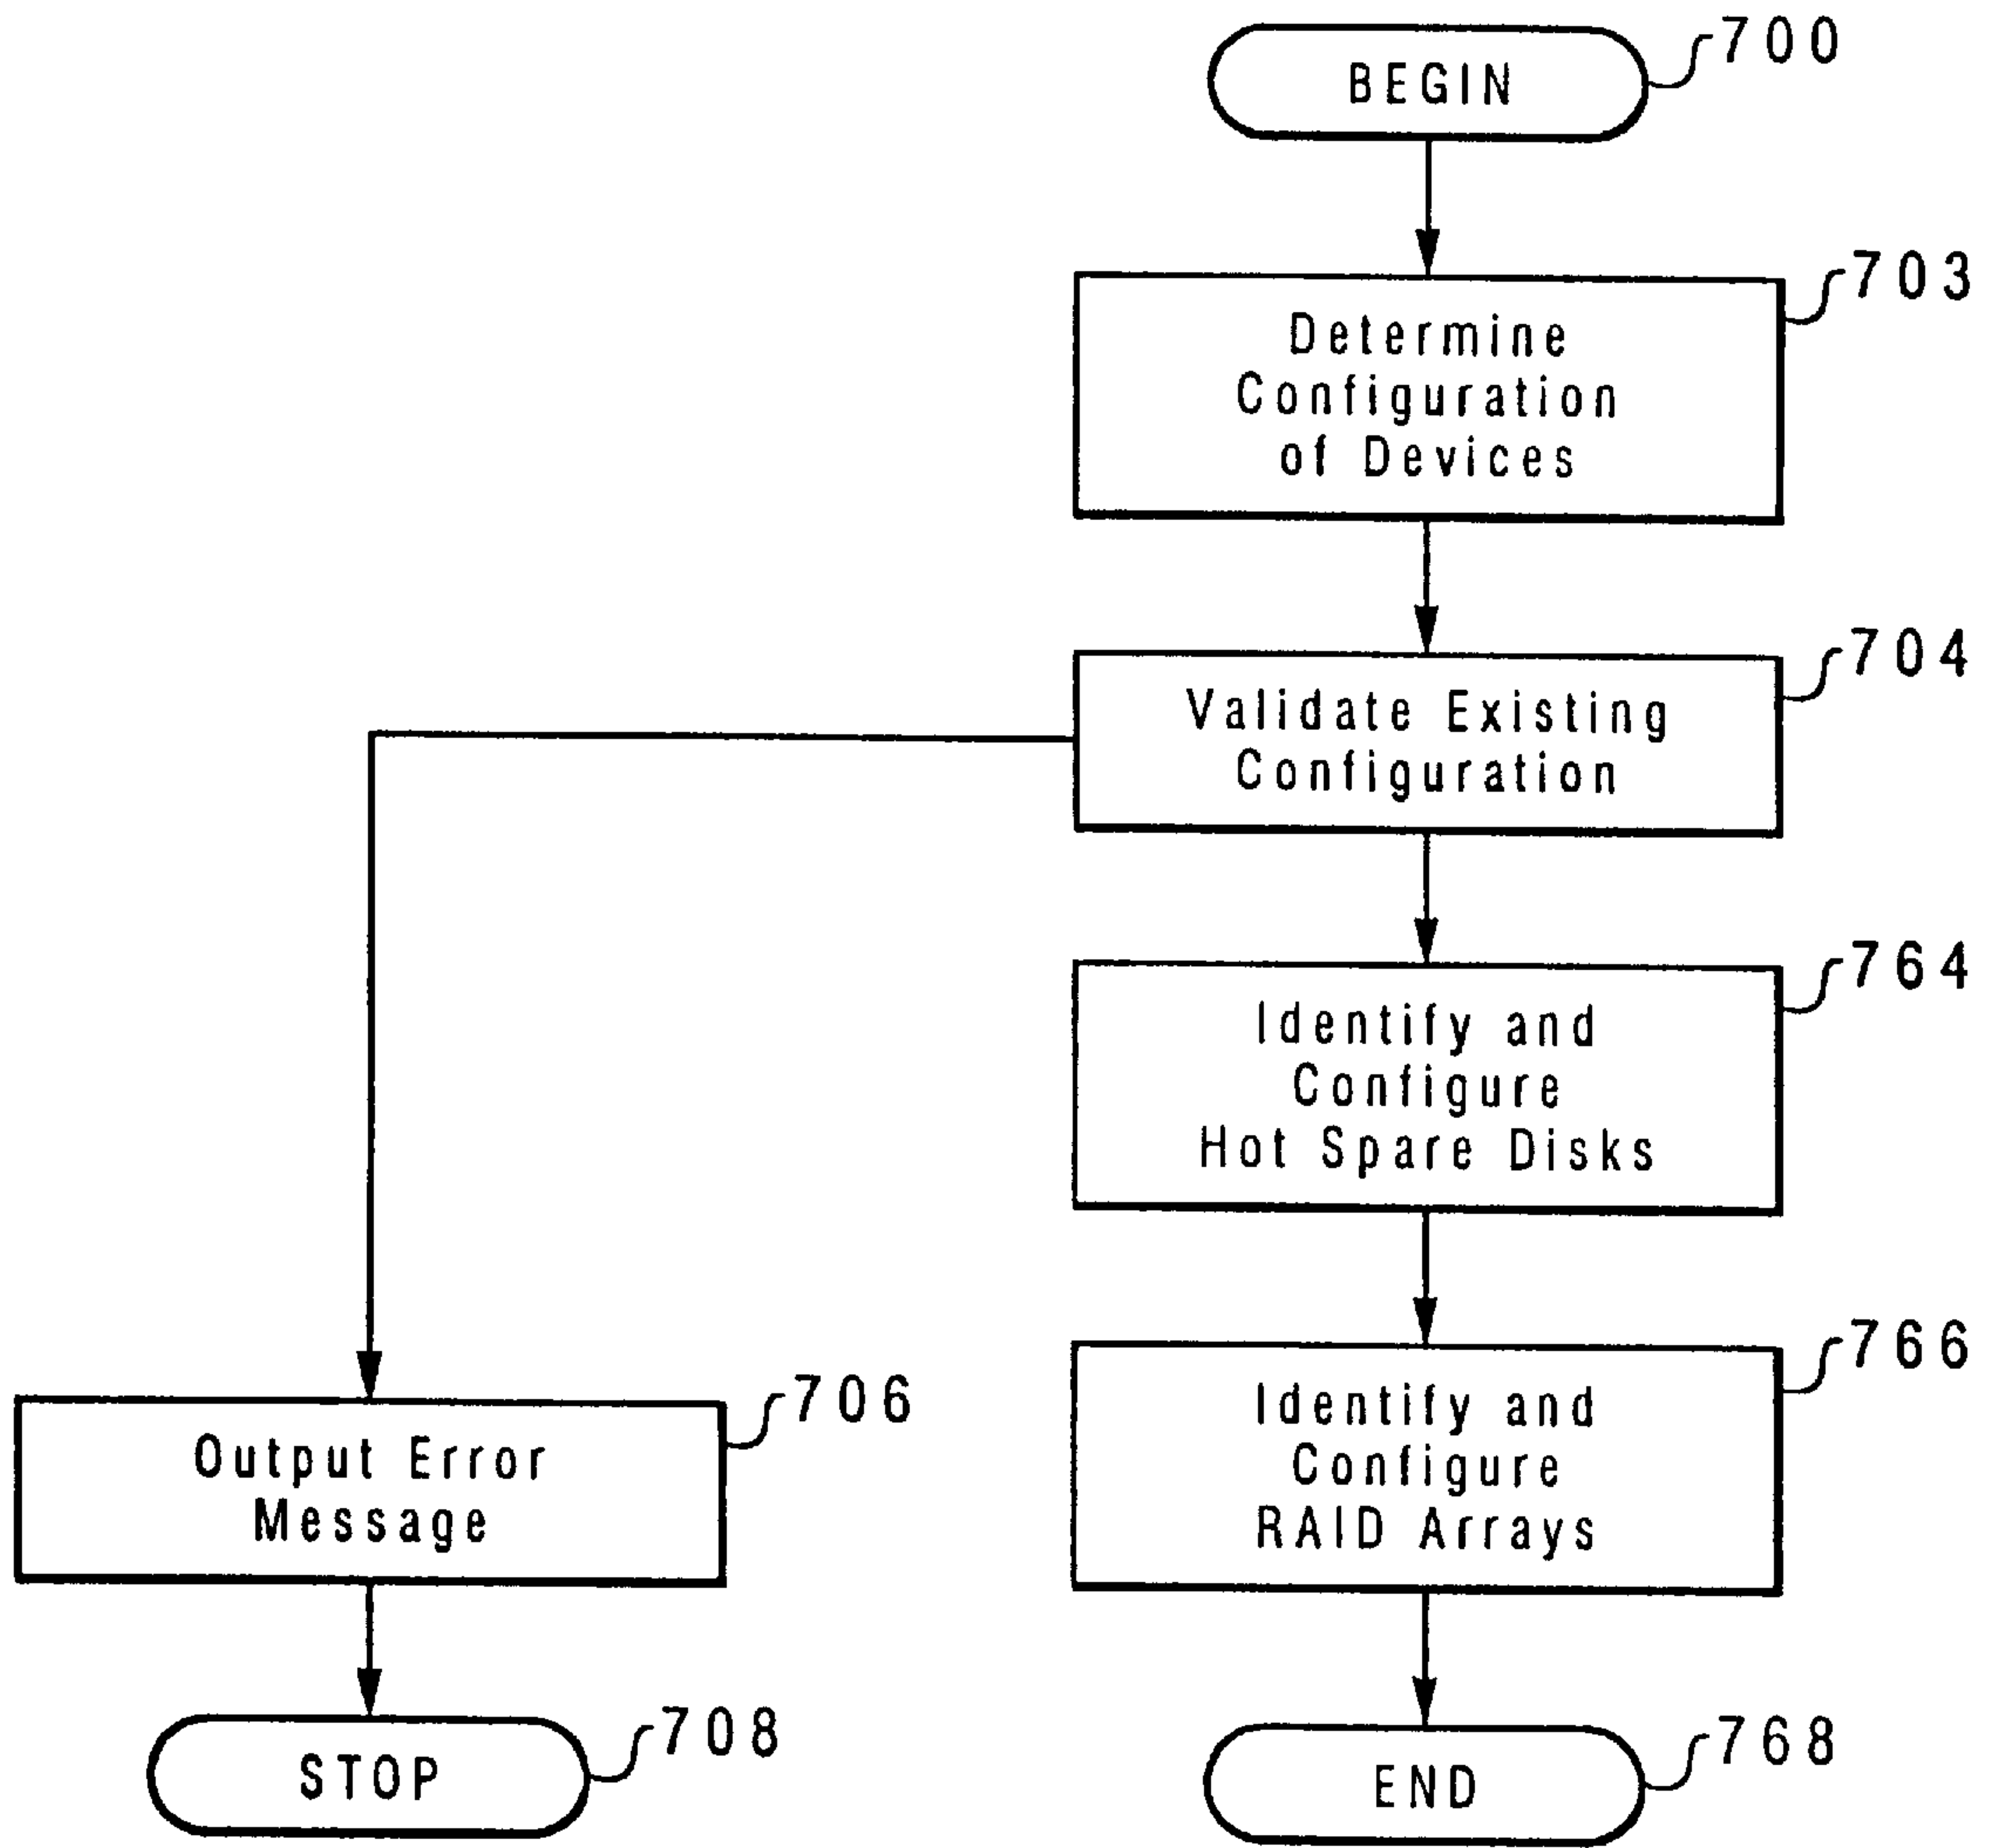 BEGIN
700
Determine
Configuration
of Devices
703
Validate Existing
Configuration
704
Identify and
Configure
Hot Spare Disks
764
Identify and
Configure
RAID Arrays
766
Output Error
Message
706
STOP
708
END
768